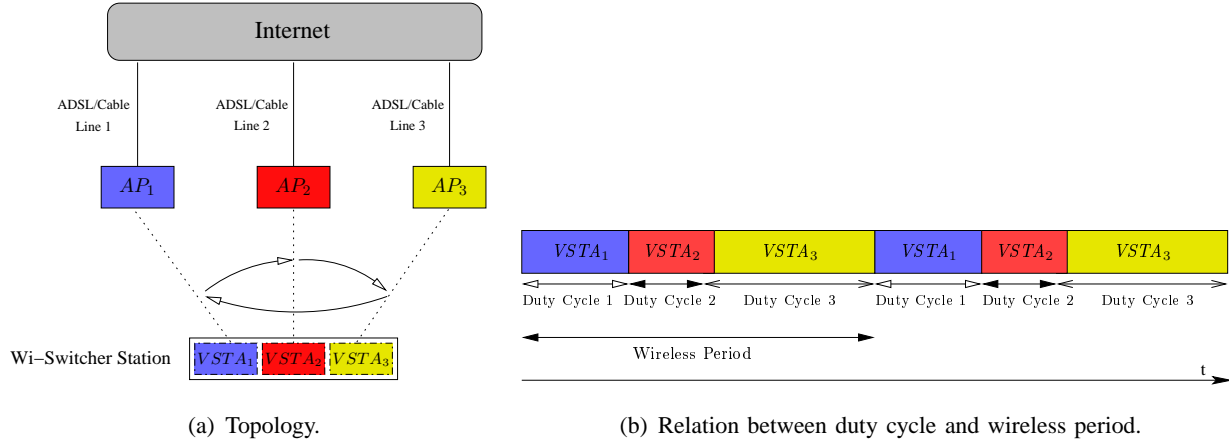 Internet
ADSL/Cable
Line 1
ADSL/Cable
Line 2
ADSL/Cable
Line 3
AP1
AP2
AP3
Wi−Switcher Station
VSTA1
VSTA2
VSTA3
(a) Topology.
VSTA1
VSTA2
VSTA3
VSTA1
VSTA2
VSTA3
Duty Cycle 1
Duty Cycle 2
Duty Cycle 3
Duty Cycle 1
Duty Cycle 2
Duty Cycle 3
Wireless Period
t
(b) Relation between duty cycle and wireless period.